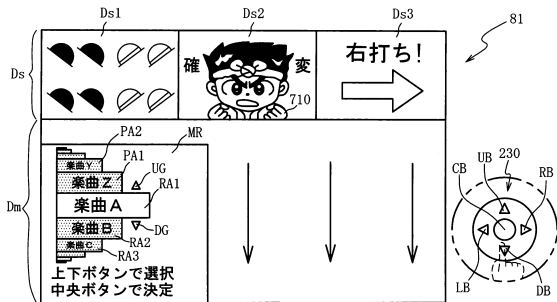 Ds1
Ds2
Ds3
81
Ds
確 変
右打ち!
710
PA2
MR
PA1
UG
RA1
楽曲Y
楽曲Z
楽曲A
楽曲B
楽曲C
DG
RA2
RA3
Dm
上下ボタンで選択
中央ボタンで決定
230
CB
UB
RB
LB
DB